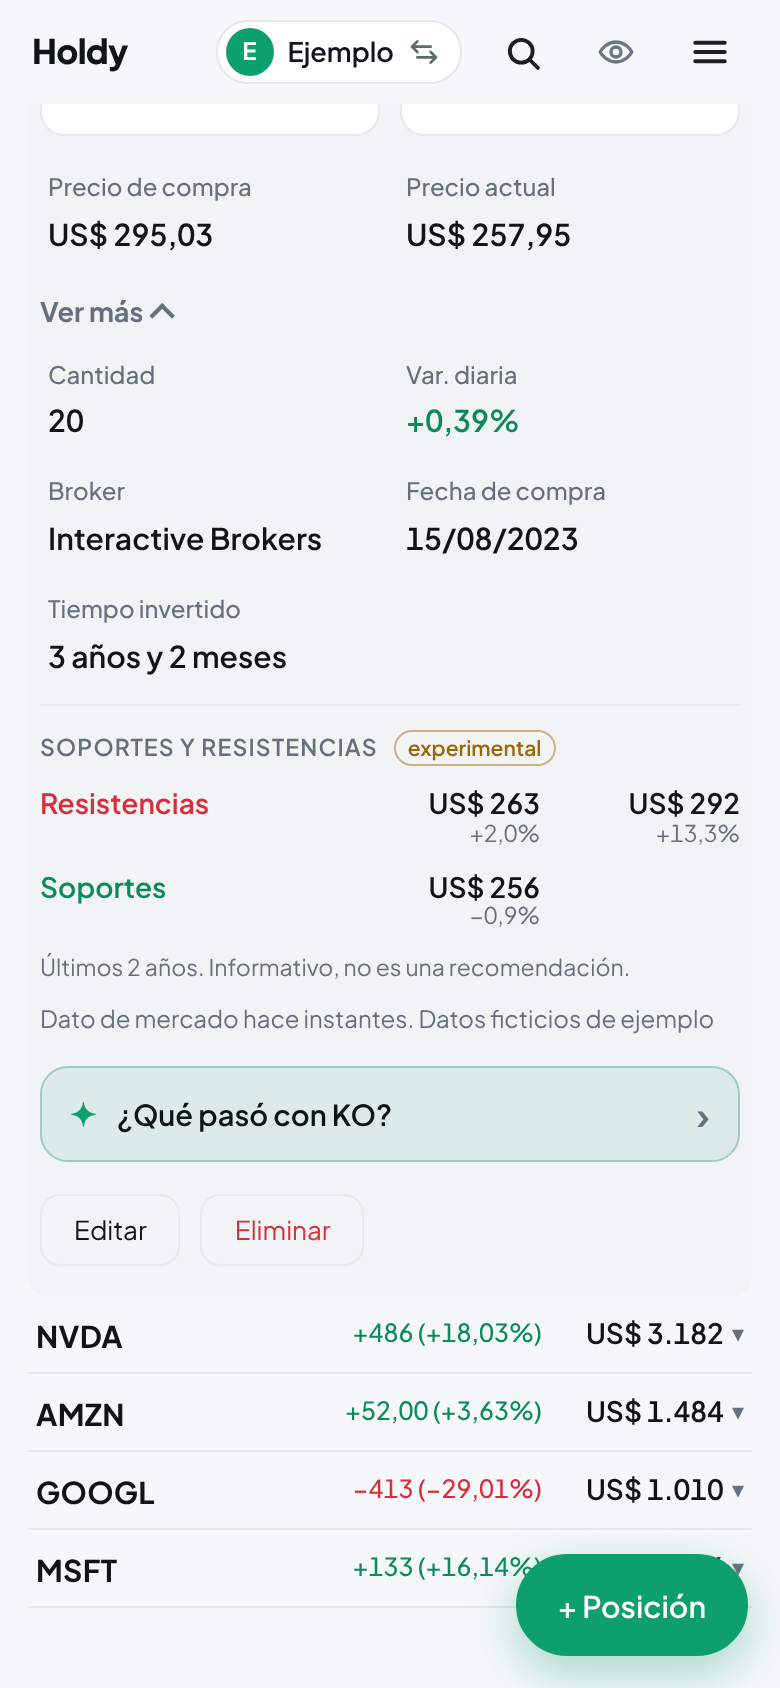 Holdy
E Ejemplo
Precio de compra Precio actual
US$ 295,03 US$ 257,95
Ver más
Cantidad Var. diaria
20 +0,39%
Broker Fecha de compra
Interactive Brokers 15/08/2023
Tiempo invertido
3 años y 2 meses
SOPORTES Y RESISTENCIAS experimental
Resistencias US$ 263 US$ 292
+2,0% +13,3%
Soportes US$ 256
−0,9%
Últimos 2 años. Informativo, no es una recomendación.
Dato de mercado hace instantes. Datos ficticios de ejemplo
¿Qué pasó con KO? ›
Editar Eliminar
NVDA +486 (+18,03%) US$ 3.182 ▾
AMZN +52,00 (+3,63%) US$ 1.484 ▾
GOOGL −413 (−29,01%) US$ 1.010 ▾
MSFT +133 (+16,14%)
+ Posición